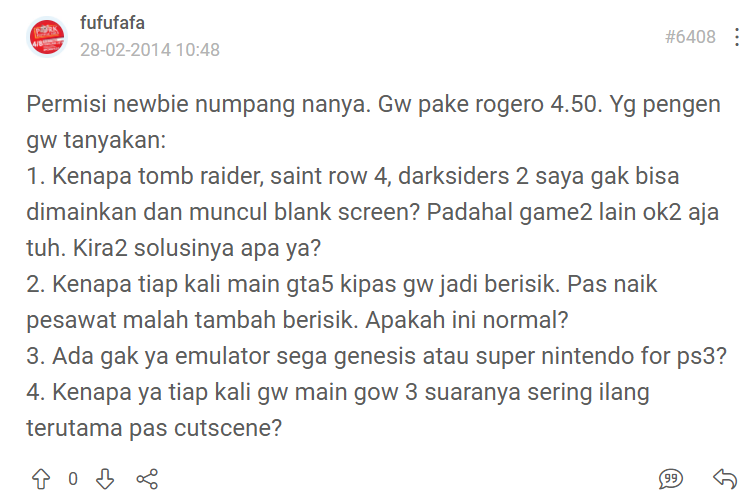 fufufafa
28-02-2014 10:48
#6408
Permisi newbie numpang nanya. Gw pake rogero 4.50. Yg pengen
gw tanyakan:
1. Kenapa tomb raider, saint row 4, darksiders 2 saya gak bisa
dimainkan dan muncul blank screen? Padahal game2 lain ok2 aja
tuh. Kira2 solusinya apa ya?
2. Kenapa tiap kali main gta5 kipas gw jadi berisik. Pas naik
pesawat malah tambah berisik. Apakah ini normal?
3. Ada gak ya emulator sega genesis atau super nintendo for ps3?
4. Kenapa ya tiap kali gw main gow 3 suaranya sering ilang
terutama pas cutscene?
0